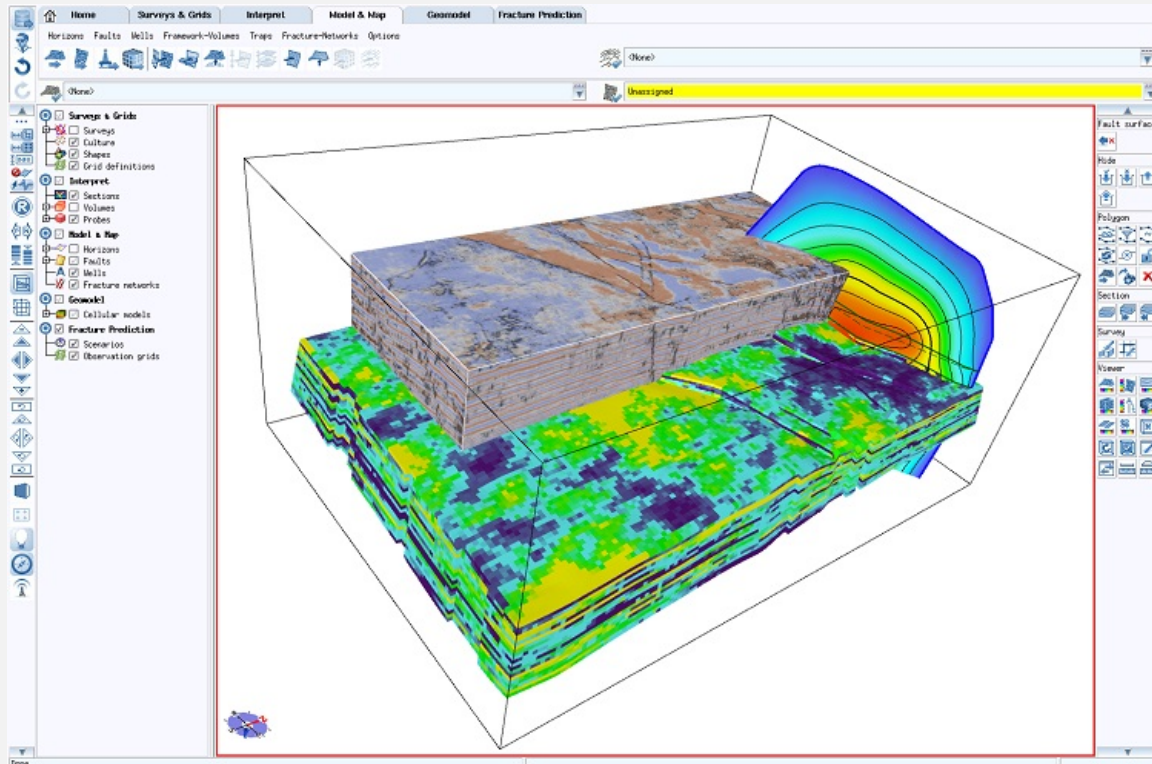 Home Surveys & Grids Interpret Model & Map Geomodel Fracture Prediction
Horizons Faults Wells Framework-Volumes Traps Fracture-Networks Options
(None)
(None) Unassigned
Surveys & Grids
Surveys
Culture
Shapes
Grid definitions
Interpret
Sections
Volumes
Probes
Model & Map
Horizons
Faults
Wells
Fracture networks
Geomodel
Cellular models
Fracture Prediction
Scenarios
Observation grids
Fault surfac
Hide
Polygon
Section
Survey
Viewer